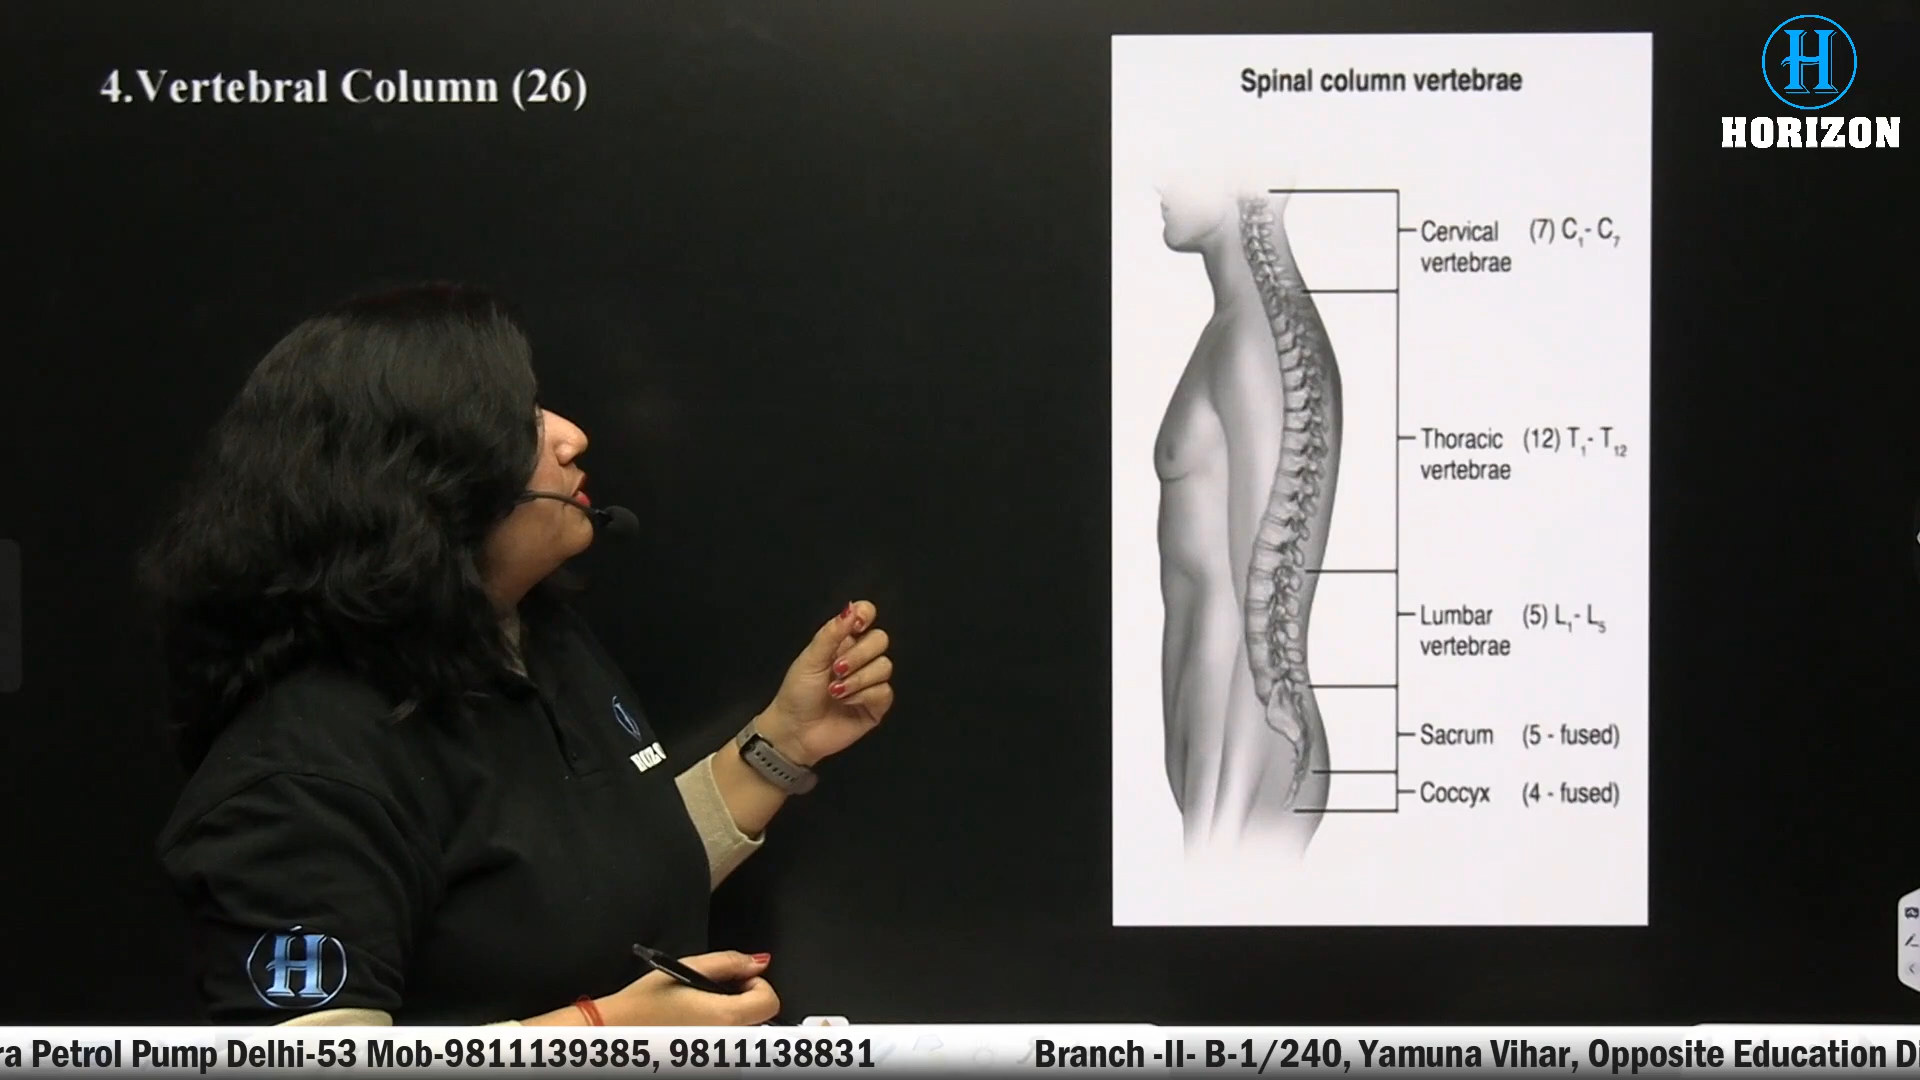 4.Vertebral Column (26)
Spinal column vertebrae
H
HORIZON
Cervical (7) C₁- C₇
vertebrae
Thoracic (12) T₁- T₁₂
vertebrae
Lumbar (5) L₁- L₅
vertebrae
Sacrum (5 - fused)
Coccyx (4 - fused)
H
ra Petrol Pump Delhi-53 Mob-9811139385, 9811138831 Branch -II- B-1/240, Yamuna Vihar, Opposite Education Di